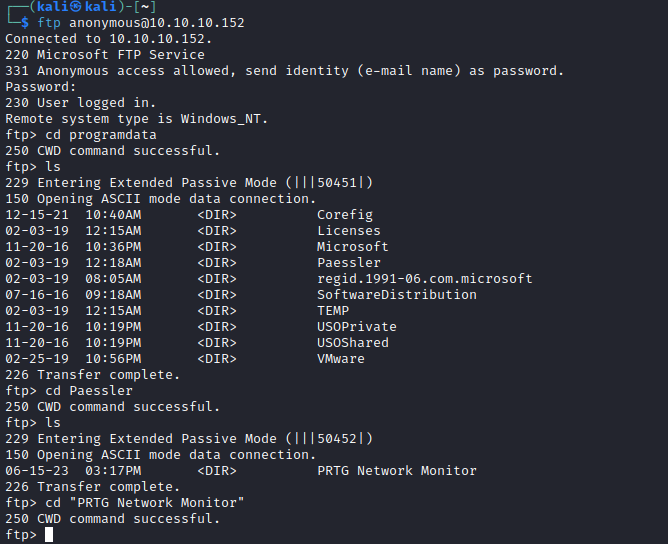 ┌──(kali㉿kali)-[~]
└─$ ftp anonymous@10.10.10.152
Connected to 10.10.10.152.
220 Microsoft FTP Service
331 Anonymous access allowed, send identity (e-mail name) as password.
Password:
230 User logged in.
Remote system type is Windows_NT.
ftp> cd programdata
250 CWD command successful.
ftp> ls
229 Entering Extended Passive Mode (|||50451|)
150 Opening ASCII mode data connection.
12-15-21  10:40AM       <DIR>          Corefig
02-03-19  12:15AM       <DIR>          Licenses
11-20-16  10:36PM       <DIR>          Microsoft
02-03-19  12:18AM       <DIR>          Paessler
02-03-19  08:05AM       <DIR>          regid.1991-06.com.microsoft
07-16-16  09:18AM       <DIR>          SoftwareDistribution
02-03-19  12:15AM       <DIR>          TEMP
11-20-16  10:19PM       <DIR>          USOPrivate
11-20-16  10:19PM       <DIR>          USOShared
02-25-19  10:56PM       <DIR>          VMware
226 Transfer complete.
ftp> cd Paessler
250 CWD command successful.
ftp> ls
229 Entering Extended Passive Mode (|||50452|)
150 Opening ASCII mode data connection.
06-15-23  03:17PM       <DIR>          PRTG Network Monitor
226 Transfer complete.
ftp> cd "PRTG Network Monitor"
250 CWD command successful.
ftp>